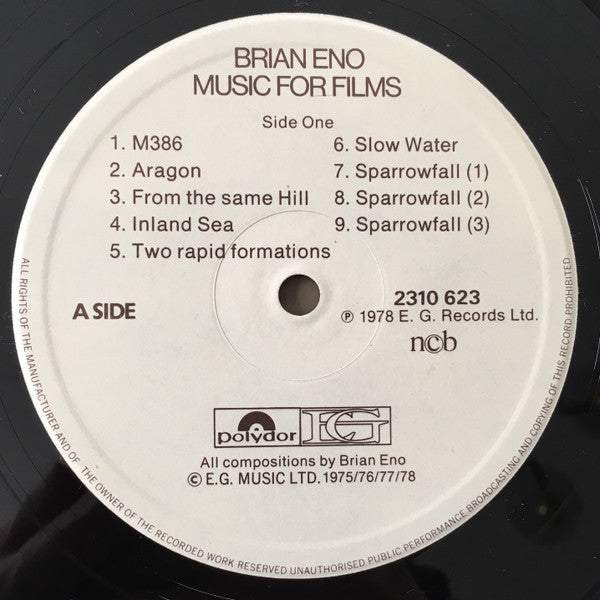 BRIAN ENO
MUSIC FOR FILMS
Side One
1. M386
2. Aragon
3. From the same Hill
4. Inland Sea
5. Two rapid formations
6. Slow Water
7. Sparrowfall (1)
8. Sparrowfall (2)
9. Sparrowfall (3)
A SIDE
2310 623
℗ 1978 E. G. Records Ltd.
ncb
polydor EG
All compositions by Brian Eno
© E.G. MUSIC LTD. 1975/76/77/78
ALL RIGHTS OF THE MANUFACTURER AND OF THE OWNER OF THE RECORDED WORK RESERVED UNAUTHORISED PUBLIC PERFORMANCE BROADCASTING AND COPYING OF THIS RECORD PROHIBITED